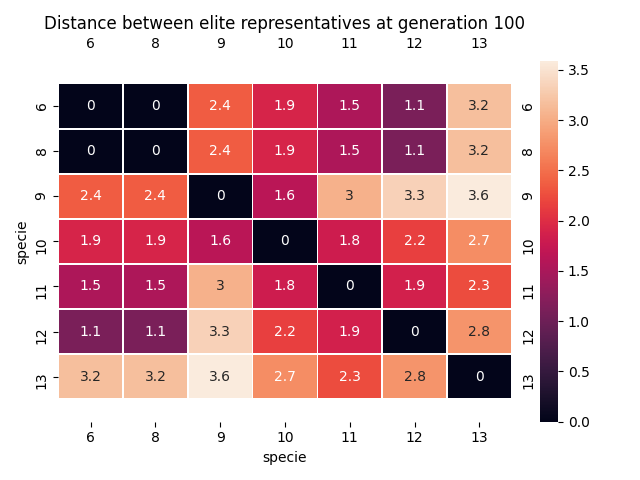 Distance between elite representatives at generation 100
6 8 9 10 11 12 13
6 0 0 2.4 1.9 1.5 1.1 3.2 6
8 0 0 2.4 1.9 1.5 1.1 3.2 8
9 2.4 2.4 0 1.6 3 3.3 3.6 9
10 1.9 1.9 1.6 0 1.8 2.2 2.7 10
11 1.5 1.5 3 1.8 0 1.9 2.3 11
12 1.1 1.1 3.3 2.2 1.9 0 2.8 12
13 3.2 3.2 3.6 2.7 2.3 2.8 0 13
6 8 9 10 11 12 13
specie
specie
3.5
3.0
2.5
2.0
1.5
1.0
0.5
0.0